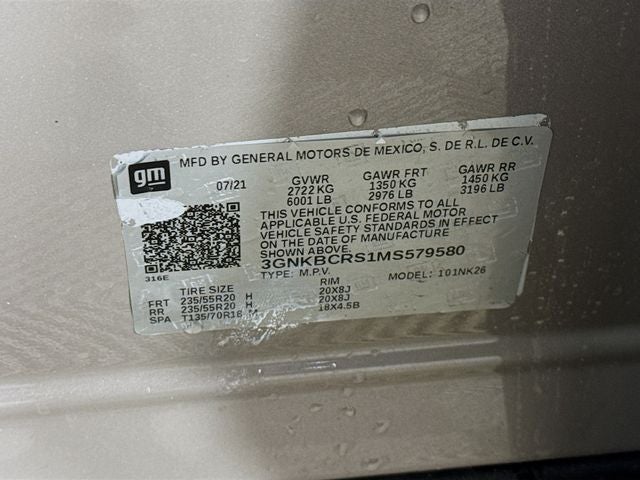 gm
MFD BY GENERAL MOTORS DE MEXICO, S. DE R.L. DE C.V.
07/21 GVWR GAWR FRT GAWR RR
2722 KG 1350 KG 1450 KG
6001 LB 2976 LB 3196 LB
THIS VEHICLE CONFORMS TO ALL
APPLICABLE U.S. FEDERAL MOTOR
VEHICLE SAFETY STANDARDS IN EFFECT
ON THE DATE OF MANUFACTURE
SHOWN ABOVE.
3GNKBCRS1MS579580
316E TYPE: M.P.V. MODEL: 101NK26
TIRE SIZE RIM
FRT 235/55R20 H 20X8J
RR 235/55R20 H 20X8J
SPA T135/70R18 M 18X4.5B